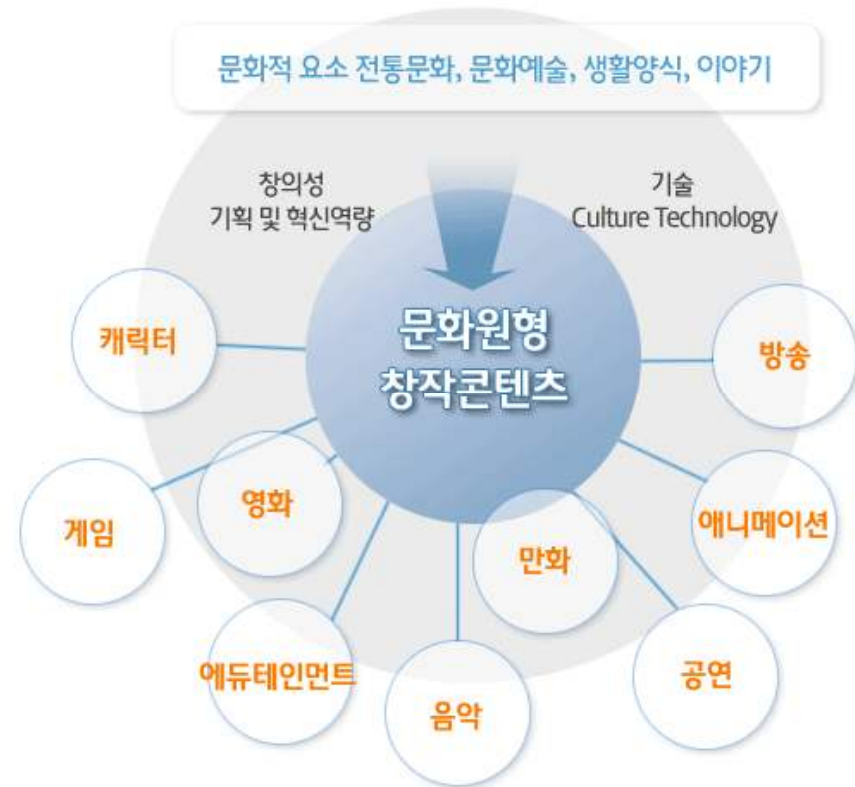 문화적 요소 전통문화, 문화예술, 생활양식, 이야기
창의성
기획 및 혁신역량
기술
Culture Technology
문화원형
창작콘텐츠
캐릭터
방송
게임
영화
만화
애니메이션
에듀테인먼트
음악
공연